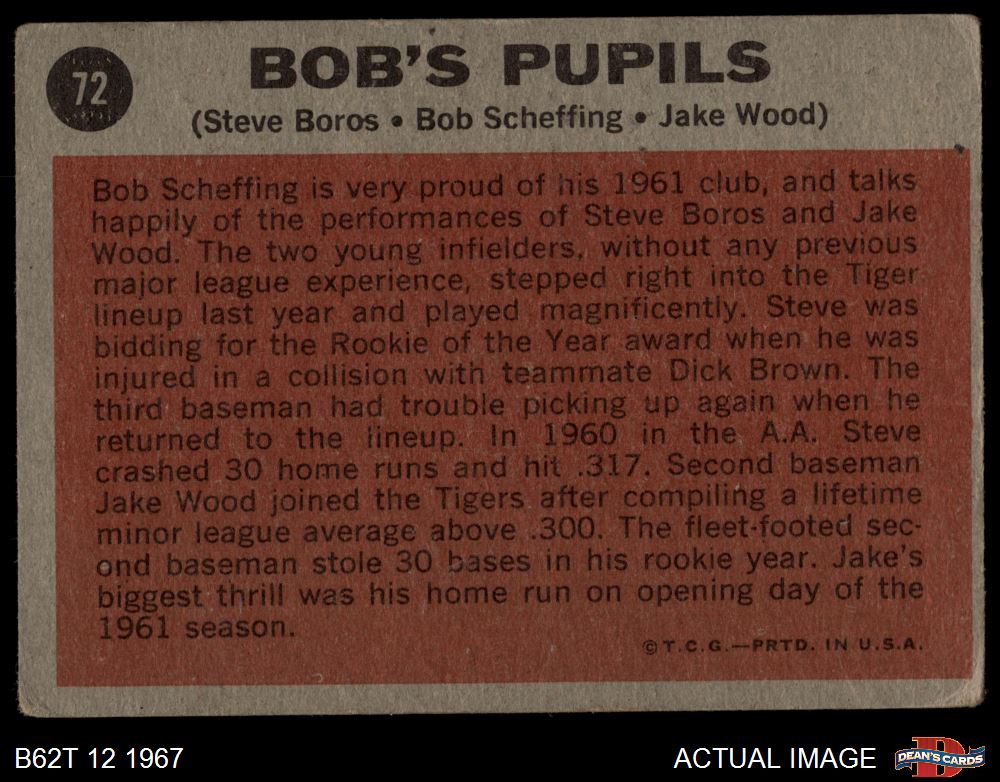 72
BOB'S PUPILS
(Steve Boros • Bob Scheffing • Jake Wood)
Bob Scheffing is very proud of his 1961 club, and talks
happily of the performances of Steve Boros and Jake
Wood. The two young infielders, without any previous
major league experience, stepped right into the Tiger
lineup last year and played magnificently. Steve was
bidding for the Rookie of the Year award when he was
injured in a collision with teammate Dick Brown. The
third baseman had trouble picking up again when he
returned to the lineup. In 1960 in the A.A. Steve
crashed 30 home runs and hit .317. Second baseman
Jake Wood joined the Tigers after compiling a lifetime
minor league average above .300. The fleet-footed sec-
ond baseman stole 30 bases in his rookie year. Jake's
biggest thrill was his home run on opening day of the
1961 season.
© T.C.G.—PRTD. IN U.S.A.
B62T 12 1967
ACTUAL IMAGE
D
DEAN'S CARDS